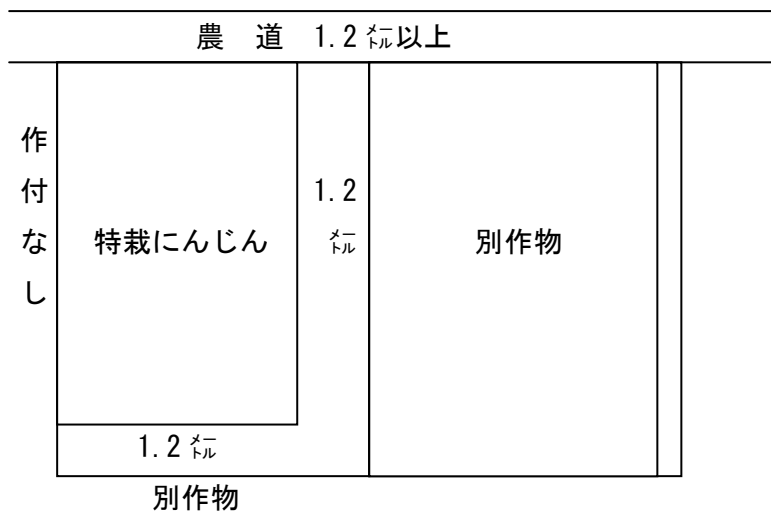 農 道 1.2㍍以上
作付なし
特栽にんじん
1.2㍍
別作物
1.2㍍
別作物